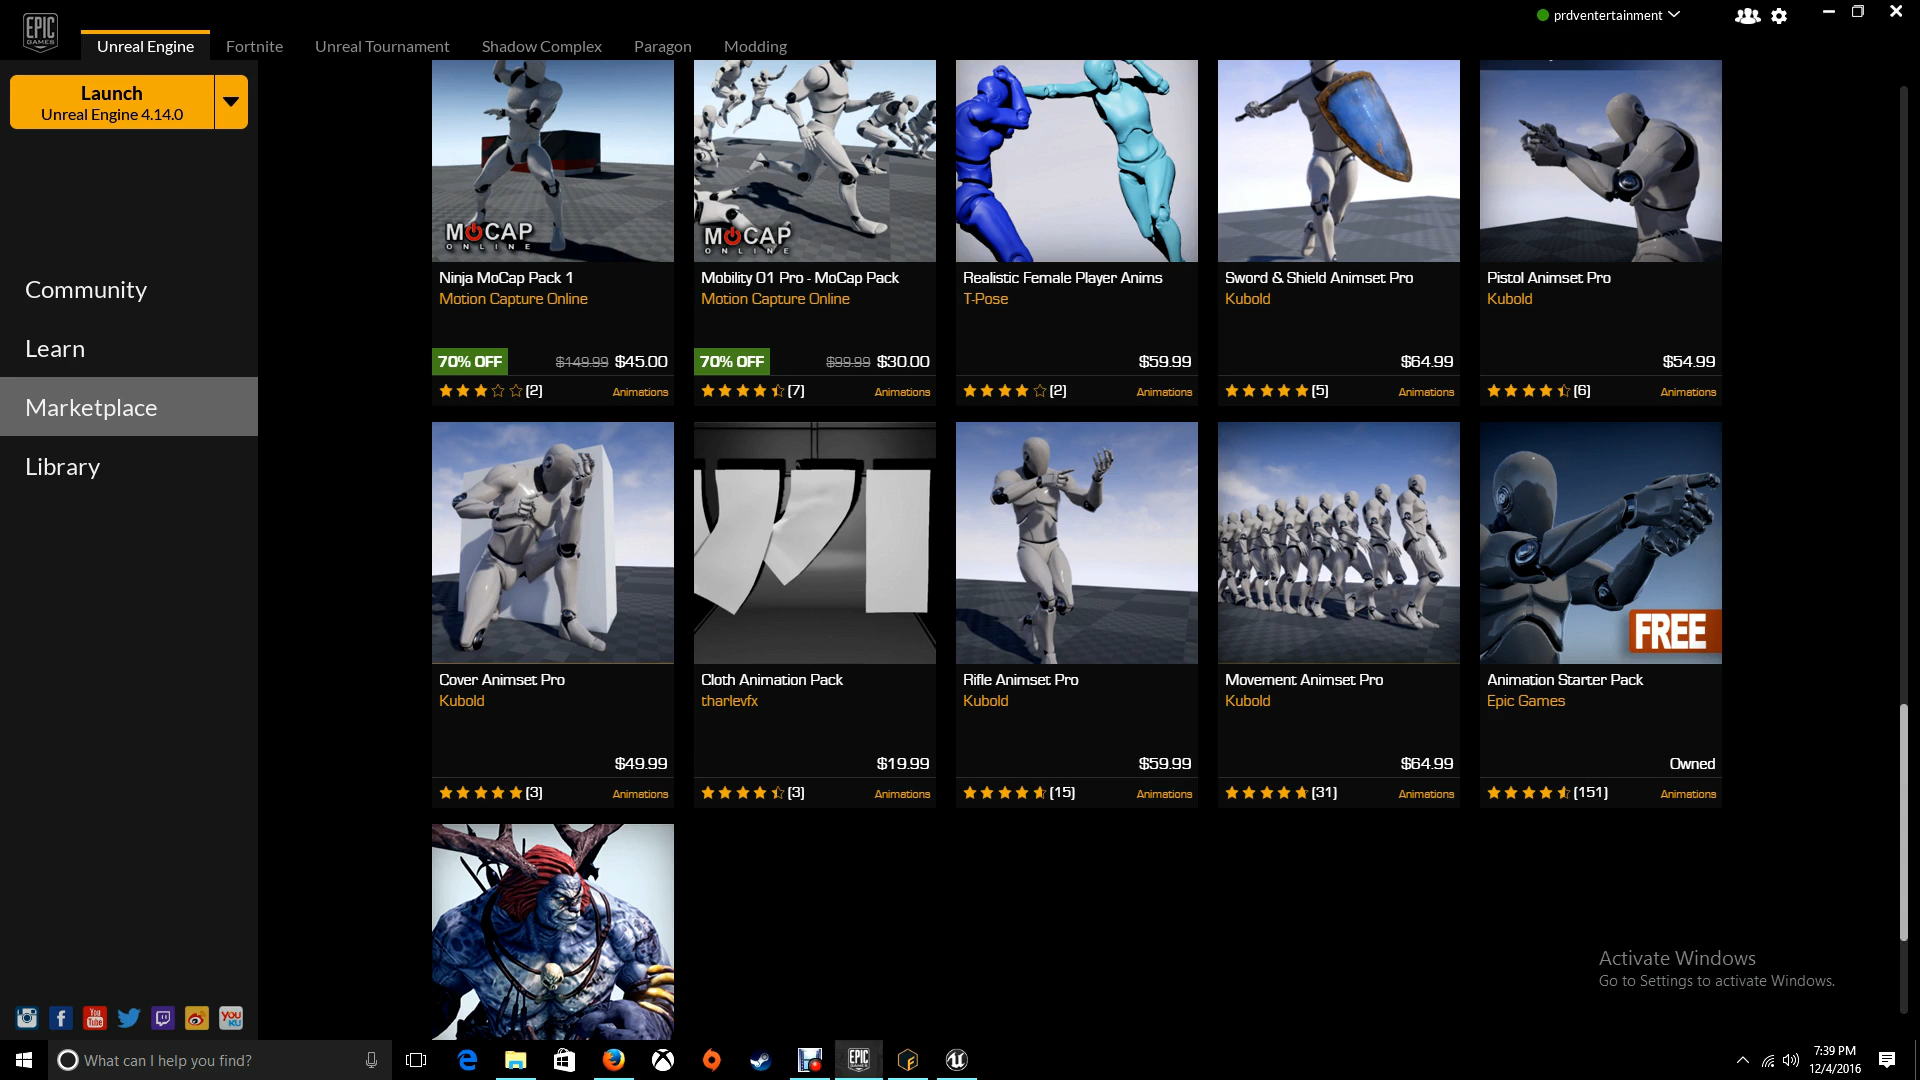 EPIC
GAMES
Unreal Engine
Fortnite
Unreal Tournament
Shadow Complex
Paragon
Modding
prdventertainment
Launch
Unreal Engine 4.14.0
Community
Learn
Marketplace
Library
MOCAP
ONLINE
Ninja MoCap Pack 1
Motion Capture Online
70% OFF
$149.99 $45.00
(2)
Animations
MOCAP
ONLINE
Mobility 01 Pro - MoCap Pack
Motion Capture Online
70% OFF
$99.99 $30.00
(7)
Animations
Realistic Female Player Anims
T-Pose
$59.99
(2)
Animations
Sword & Shield Animset Pro
Kubold
$64.99
(5)
Animations
Pistol Animset Pro
Kubold
$54.99
(6)
Animations
Cover Animset Pro
Kubold
$49.99
(3)
Animations
Cloth Animation Pack
tharlevfx
$19.99
(3)
Animations
Rifle Animset Pro
Kubold
$59.99
(15)
Animations
Movement Animset Pro
Kubold
$64.99
(31)
Animations
FREE
Animation Starter Pack
Epic Games
Owned
(151)
Animations
Activate Windows
Go to Settings to activate Windows.
You
Tube
YOU
KU
What can I help you find?
EPIC
GAMES
7:39 PM
12/4/2016